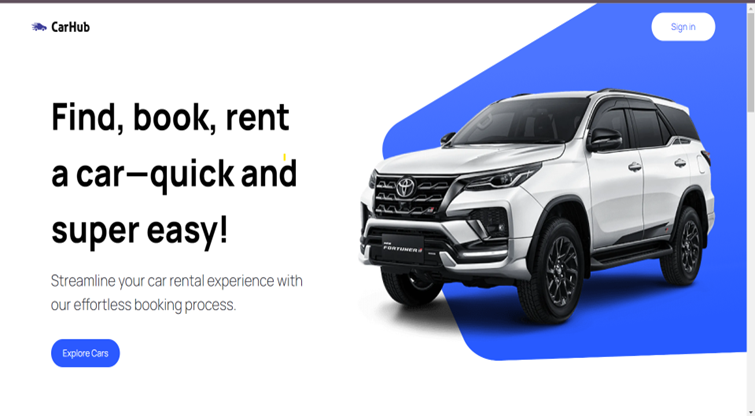 CarHub
Sign in
Find, book, rent
a car—quick and
super easy!
Streamline your car rental experience with
our effortless booking process.
Explore Cars
FORTUNER